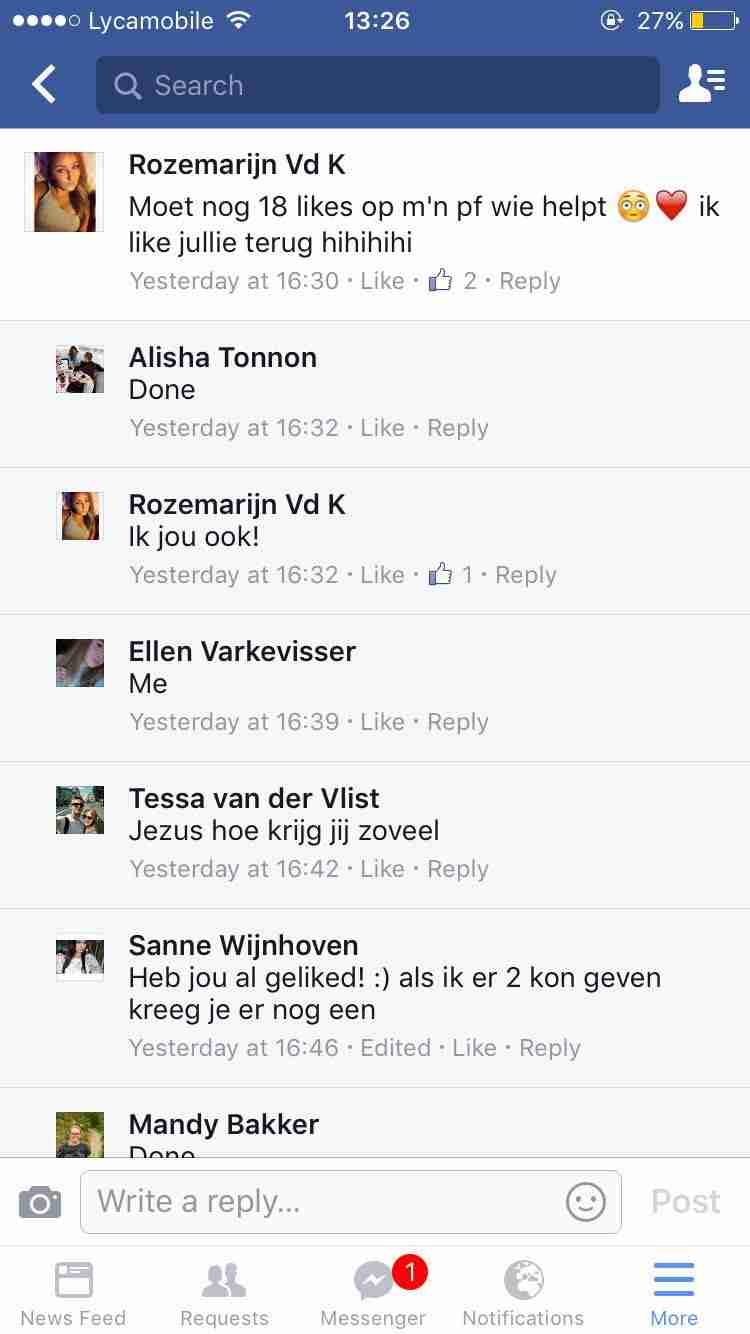 Lycamobile 13:26 27%
Search
Rozemarijn Vd K
Moet nog 18 likes op m'n pf wie helpt 😳❤️ ik
like jullie terug hihihihi
Yesterday at 16:30 · Like · 2 · Reply
Alisha Tonnon
Done
Yesterday at 16:32 · Like · Reply
Rozemarijn Vd K
Ik jou ook!
Yesterday at 16:32 · Like · 1 · Reply
Ellen Varkevisser
Me
Yesterday at 16:39 · Like · Reply
Tessa van der Vlist
Jezus hoe krijg jij zoveel
Yesterday at 16:42 · Like · Reply
Sanne Wijnhoven
Heb jou al geliked! :) als ik er 2 kon geven
kreeg je er nog een
Yesterday at 16:46 · Edited · Like · Reply
Mandy Bakker
Done
Write a reply... Post
1
News Feed Requests Messenger Notifications More